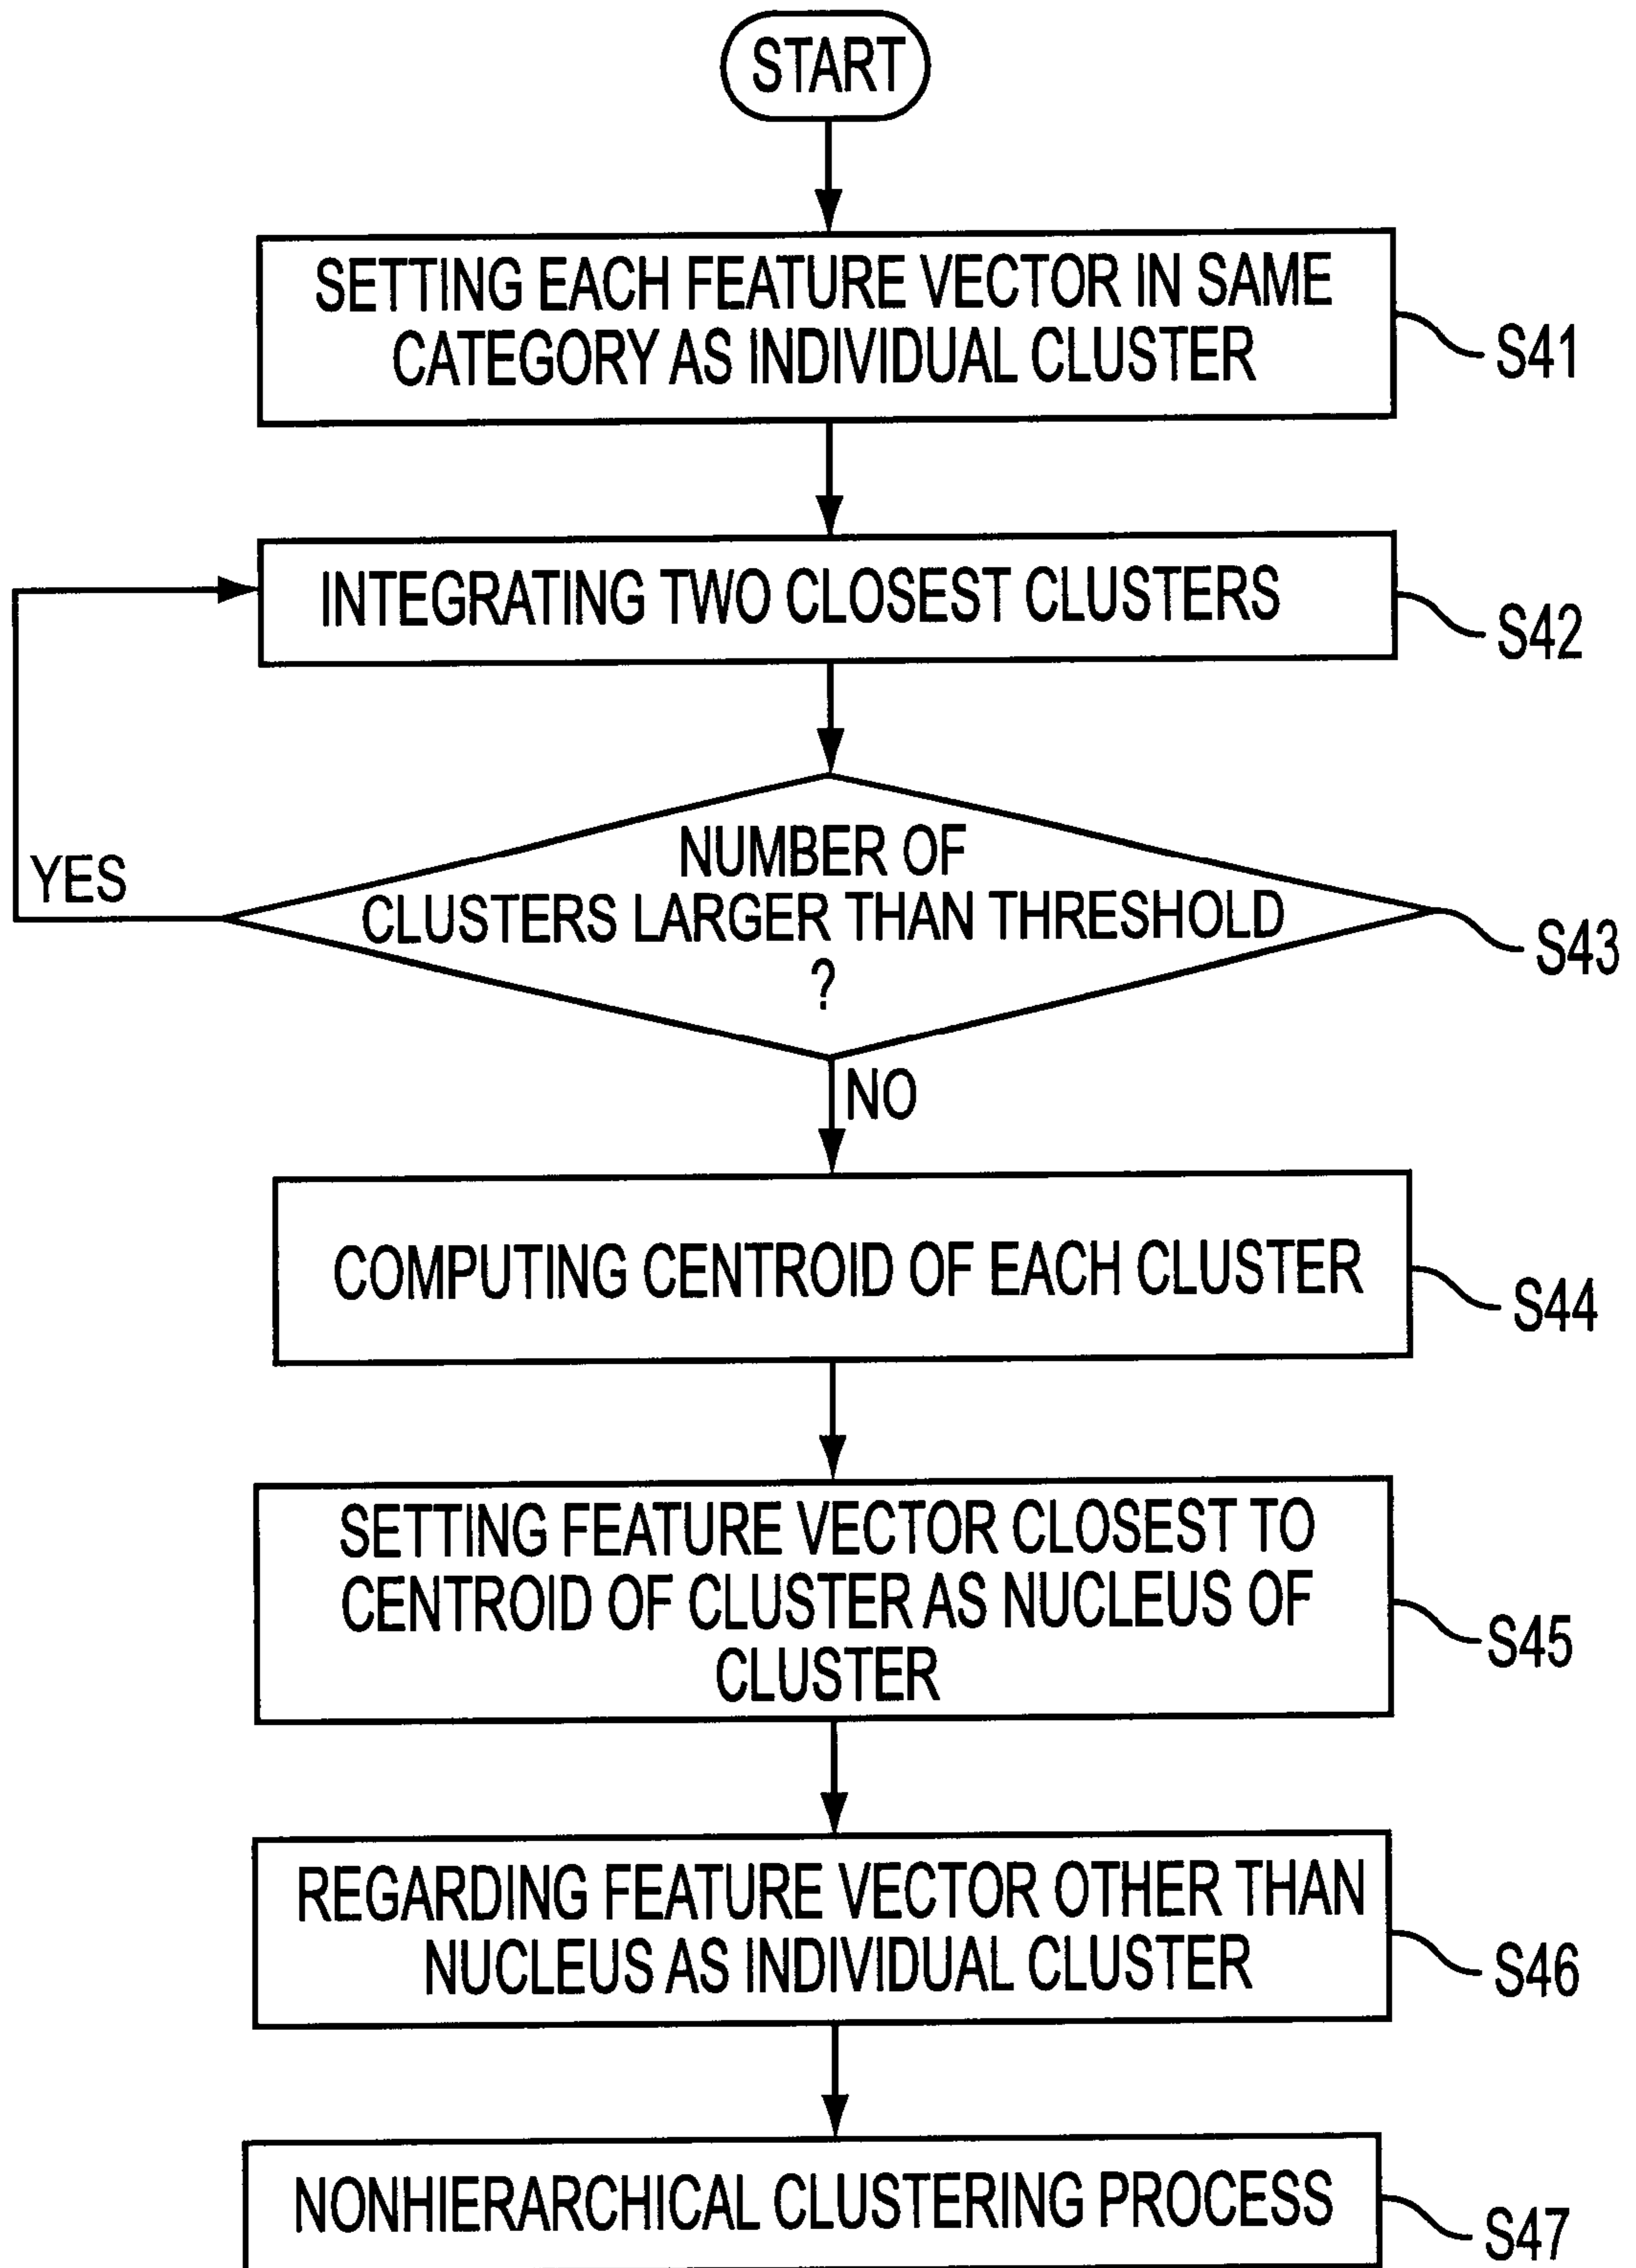 START
SETTING EACH FEATURE VECTOR IN SAME
CATEGORY AS INDIVIDUAL CLUSTER
S41
INTEGRATING TWO CLOSEST CLUSTERS
S42
NUMBER OF
CLUSTERS LARGER THAN THRESHOLD
?
S43
YES
NO
COMPUTING CENTROID OF EACH CLUSTER
S44
SETTING FEATURE VECTOR CLOSEST TO
CENTROID OF CLUSTER AS NUCLEUS OF
CLUSTER
S45
REGARDING FEATURE VECTOR OTHER THAN
NUCLEUS AS INDIVIDUAL CLUSTER
S46
NONHIERARCHICAL CLUSTERING PROCESS
S47